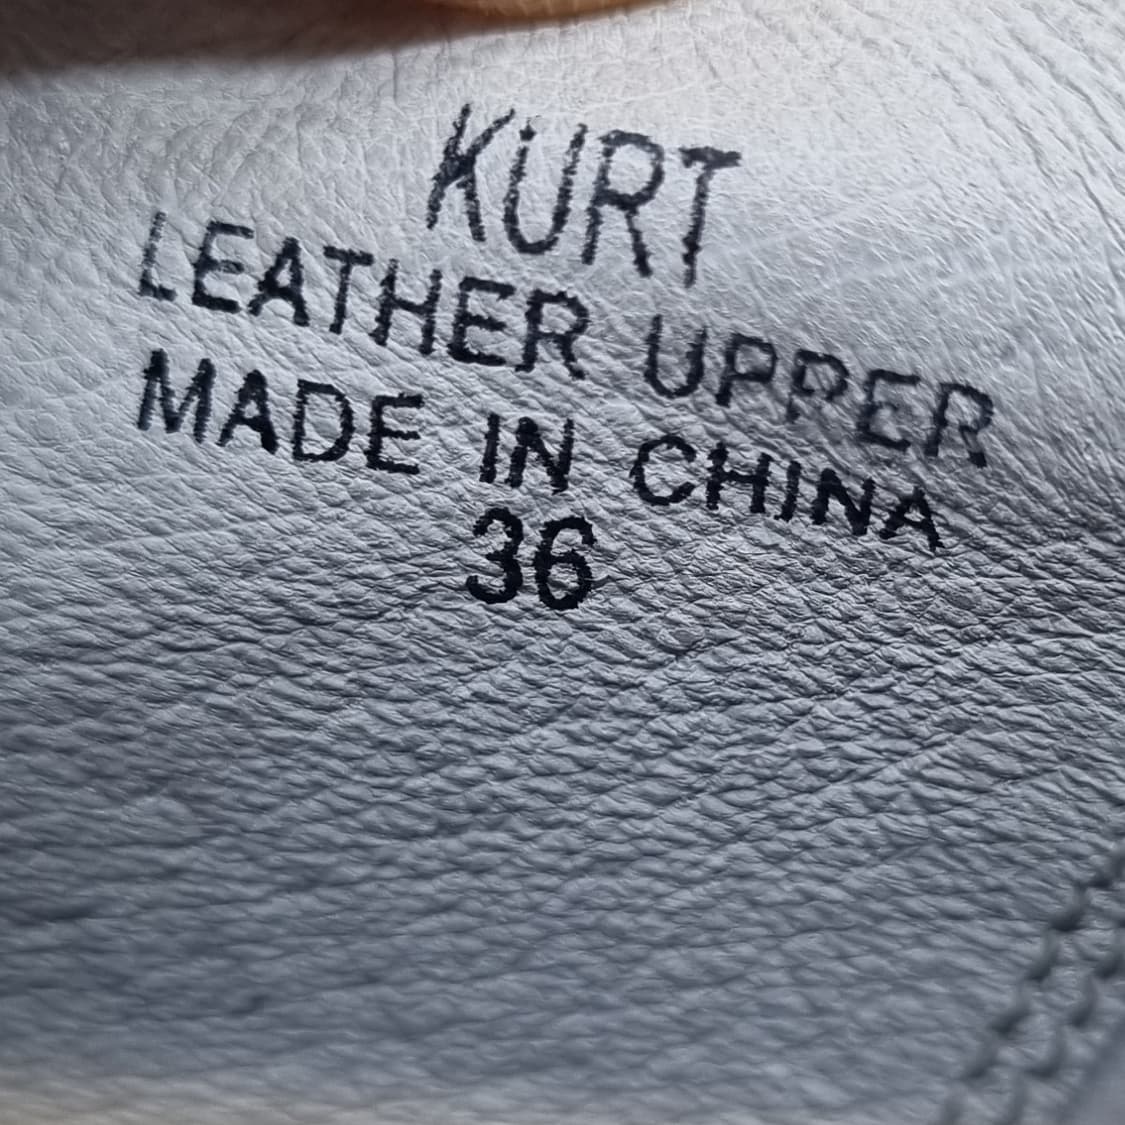 KURT
LEATHER UPPER
MADE IN CHINA
36